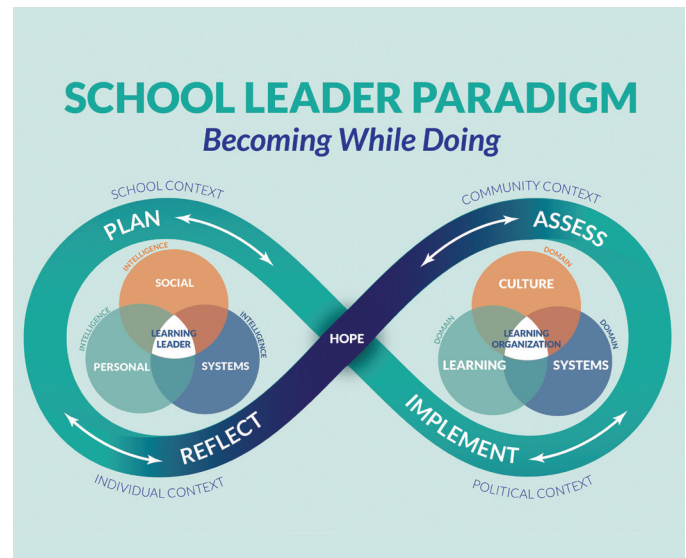 SCHOOL LEADER PARADIGM
Becoming While Doing
SCHOOL CONTEXT
COMMUNITY CONTEXT
PLAN
ASSESS
INTELLIGENCE
SOCIAL
INTELLIGENCE
INTELLIGENCE
LEARNING
LEADER
PERSONAL
SYSTEMS
HOPE
DOMAIN
CULTURE
DOMAIN
DOMAIN
LEARNING
ORGANIZATION
LEARNING
SYSTEMS
REFLECT
IMPLEMENT
INDIVIDUAL CONTEXT
POLITICAL CONTEXT